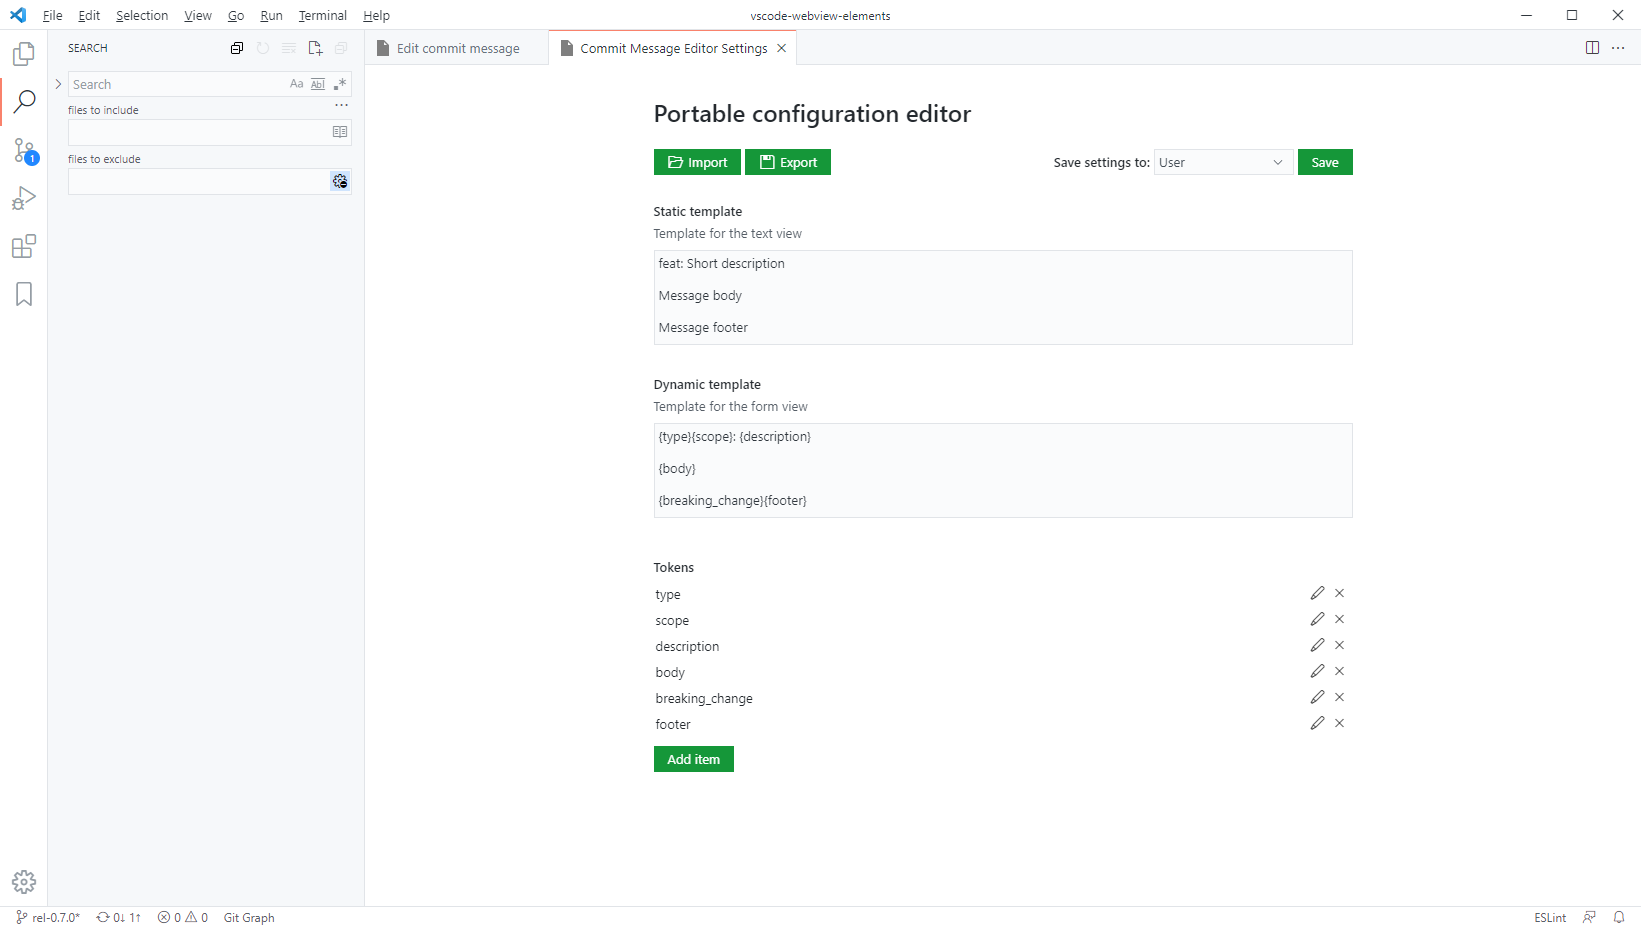 File Edit Selection View Go Run Terminal Help
vscode-webview-elements
SEARCH
Edit commit message
Commit Message Editor Settings
Search
Aa
Abl
.*
files to include
files to exclude
1
Portable configuration editor
Import
Export
Save settings to:
User
Save
Static template
Template for the text view
feat: Short description
Message body
Message footer
Dynamic template
Template for the form view
{type}{scope}: {description}
{body}
{breaking_change}{footer}
Tokens
type
scope
description
body
breaking_change
footer
Add item
rel-0.7.0*
0↓ 1↑
0
0
Git Graph
ESLint